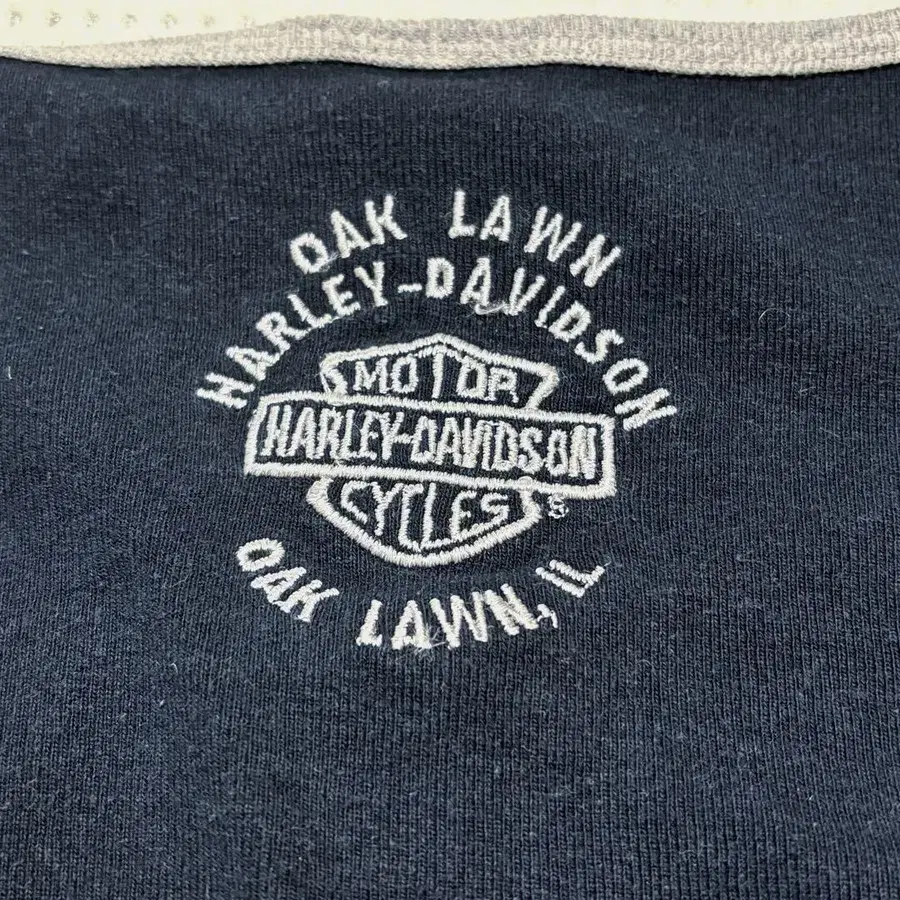 OAK LAWN
HARLEY-DAVIDSON
MOTOR
HARLEY-DAVIDSON
CYCLES
OAK LAWN, IL